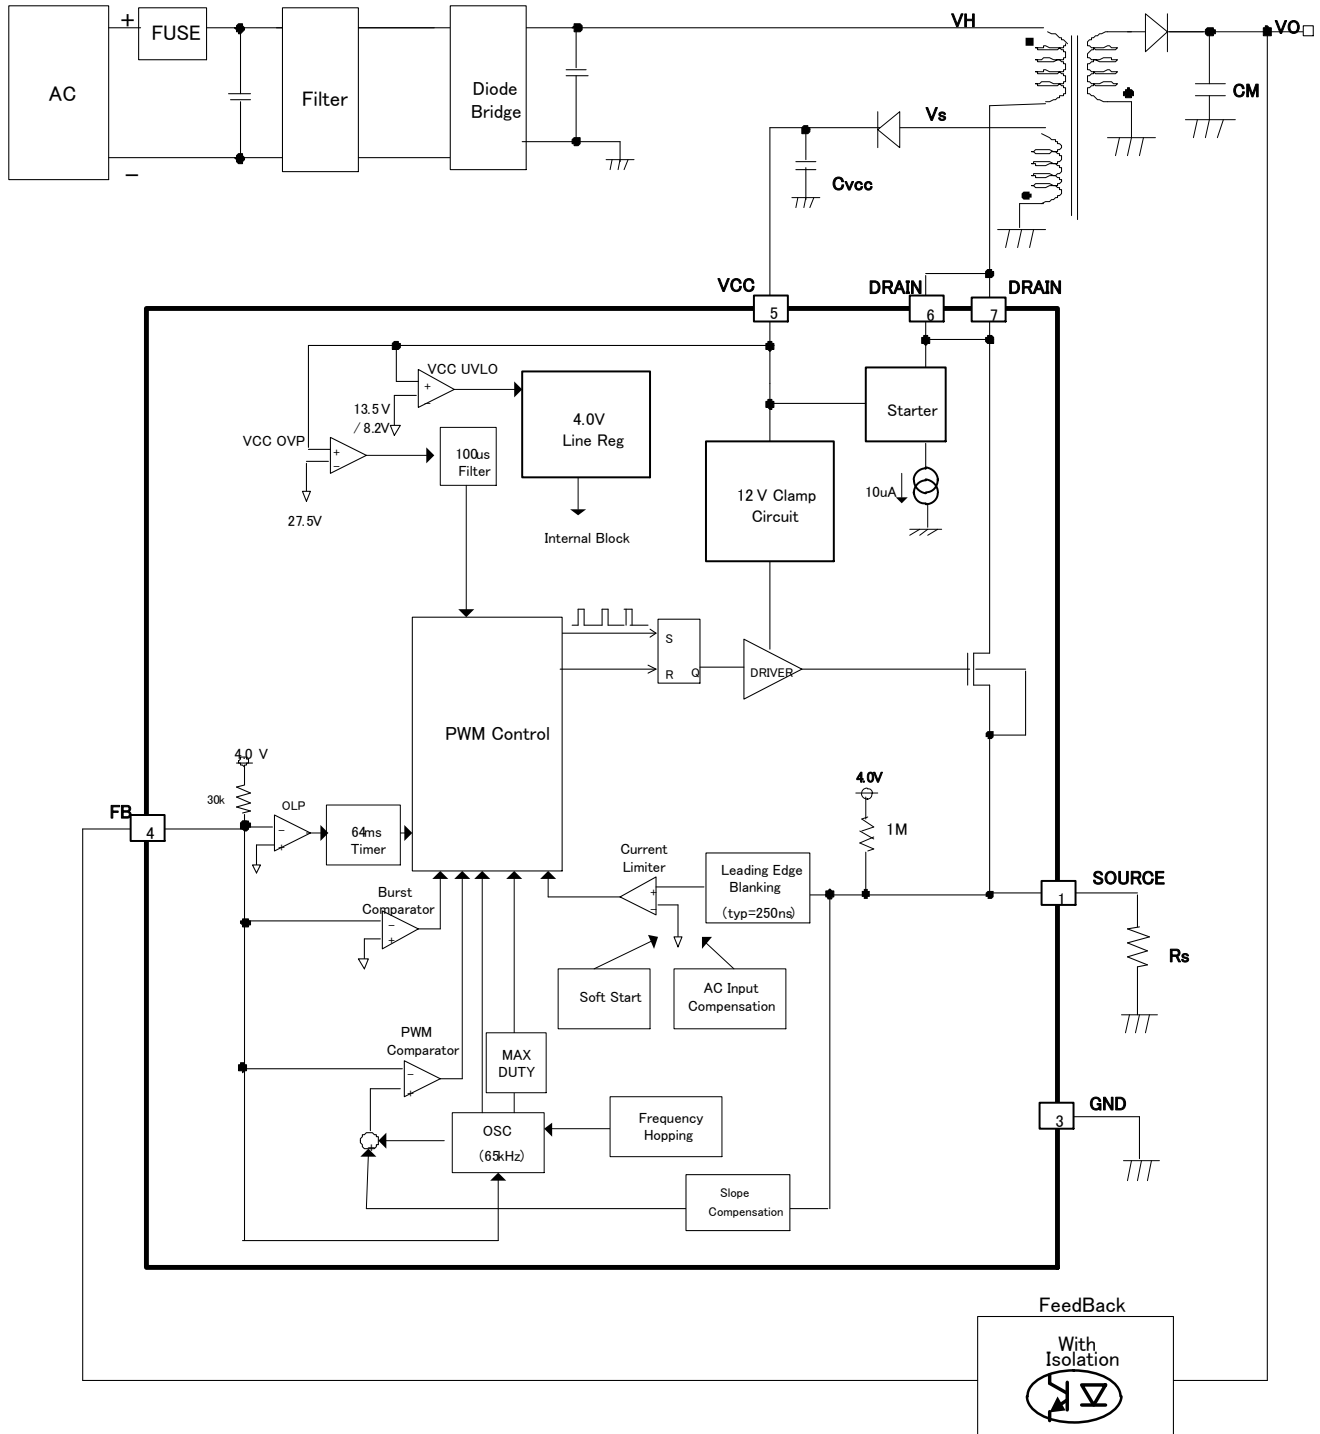 AC
+
−
FUSE
Filter
Diode
Bridge
VH
VO
CM
Vs
Cvcc
VCC
DRAIN
DRAIN
5
6
7
VCC UVLO
+
−
13.5V
/ 8.2V
VCC OVP
+
−
27.5V
100us
Filter
4.0V
Line Reg
Internal Block
Starter
10uA
12V Clamp
Circuit
S
R
Q
DRIVER
PWM Control
4.0 V
30k
FB
4
OLP
−
+
64ms
Timer
Burst
Comparator
−
+
Current
Limiter
+
−
Leading Edge
Blanking
(typ=250ns)
4.0V
1M
1
SOURCE
Rs
Soft Start
AC Input
Compensation
PWM
Comparator
−
+
MAX
DUTY
+
OSC
(65kHz)
Frequency
Hopping
3
GND
Slope
Compensation
FeedBack
With
Isolation